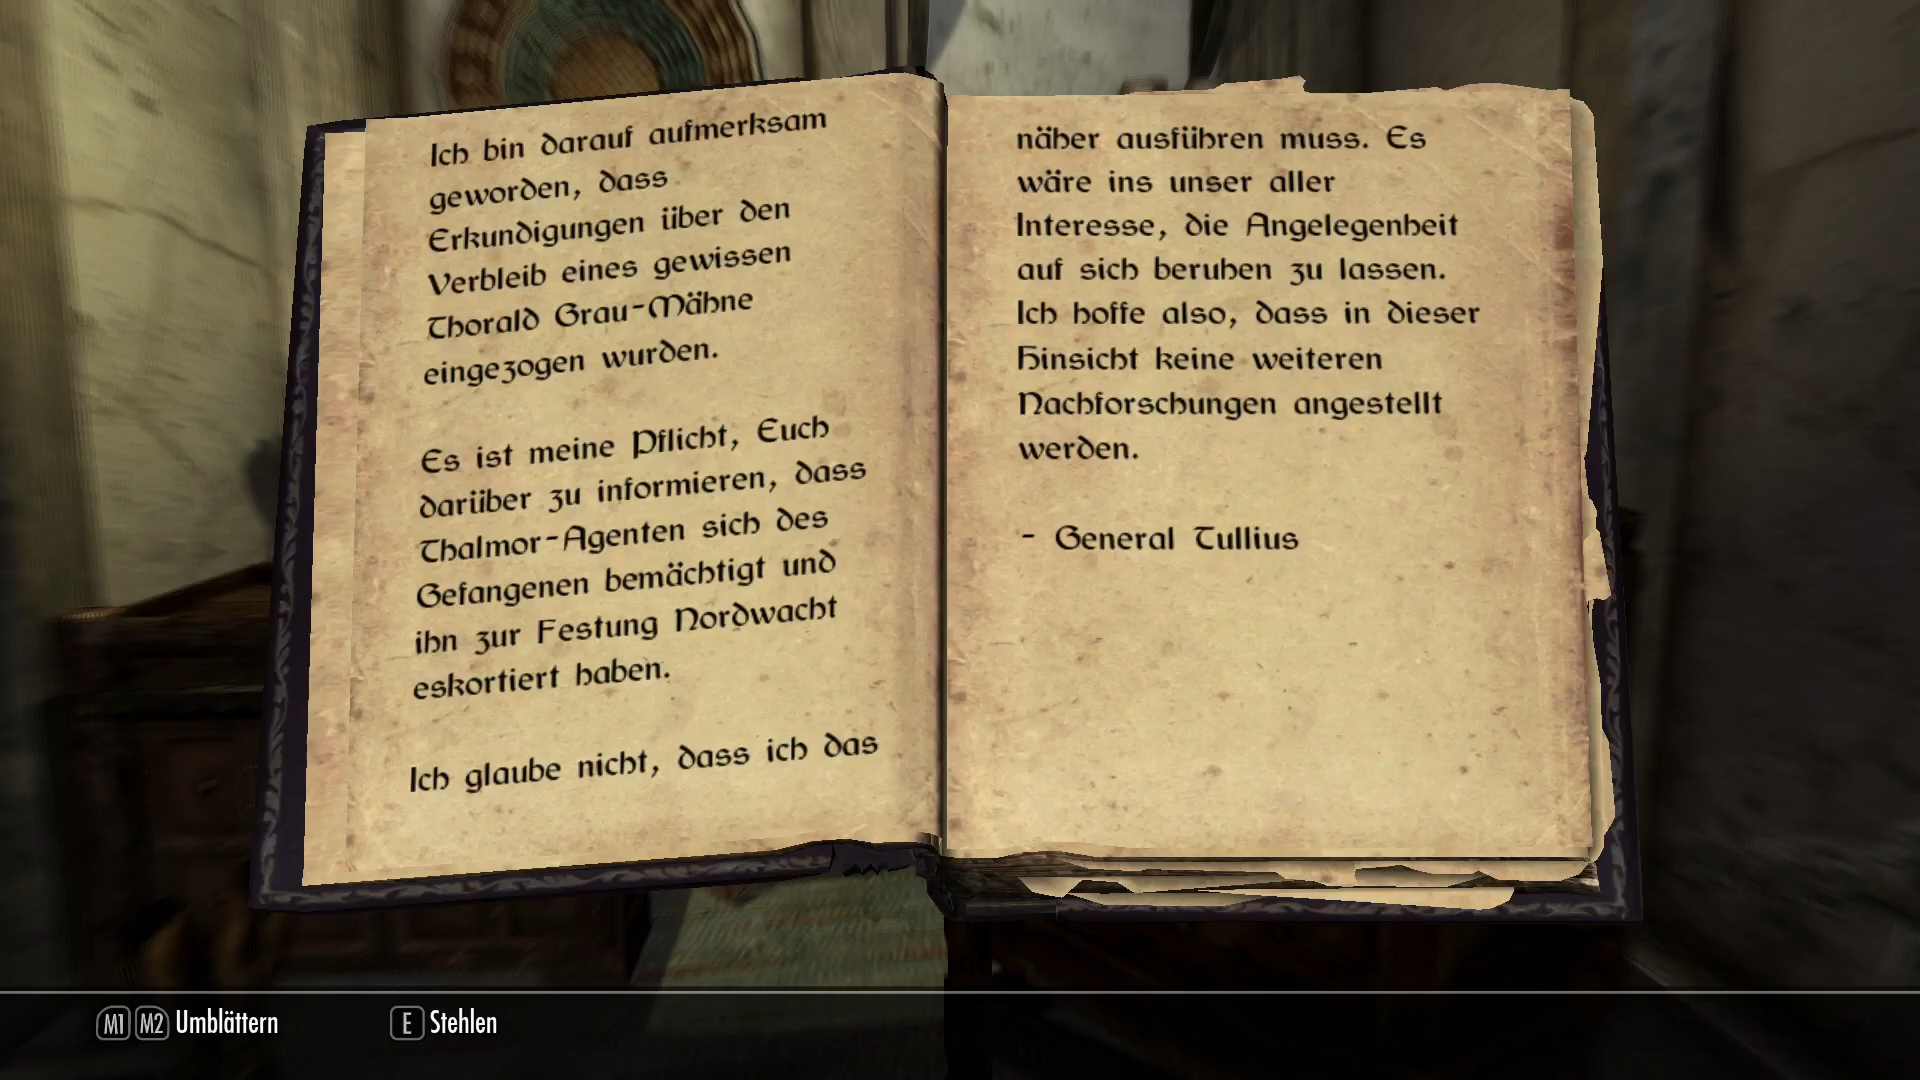 Ich bin darauf aufmerksam
geworden, dass
Erkundigungen über den
Verbleib eines gewissen
Thorald Grau-Mähne
eingezogen wurden.
Es ist meine Pflicht, Euch
darüber zu informieren, dass
Thalmor-Agenten sich des
Gefangenen bemächtigt und
ihn zur Festung Nordwacht
eskortiert haben.
Ich glaube nicht, dass ich das
näher ausführen muss. Es
wäre ins unser aller
Interesse, die Angelegenheit
auf sich beruhen zu lassen.
Ich hoffe also, dass in dieser
Hinsicht keine weiteren
Nachforschungen angestellt
werden.
- General Tullius
M1 M2 Umblättern E Stehlen